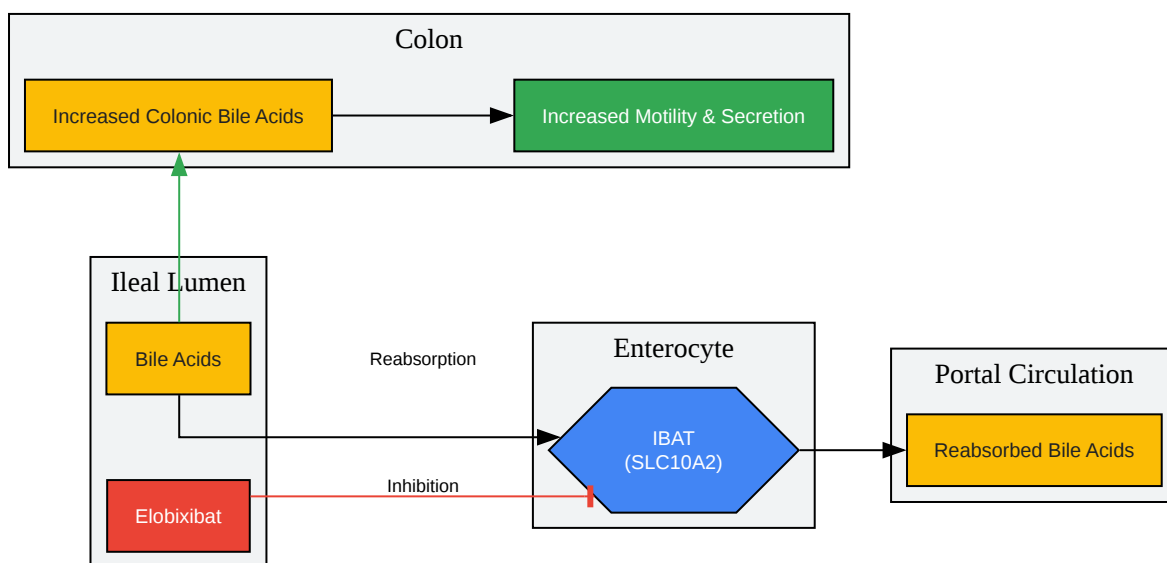 Colon
Increased Colonic Bile Acids
Increased Motility & Secretion
Ileal Lumen
Bile Acids
Reabsorption
Enterocyte
IBAT
(SLC10A2)
Portal Circulation
Reabsorbed Bile Acids
Inhibition
Elobixibat